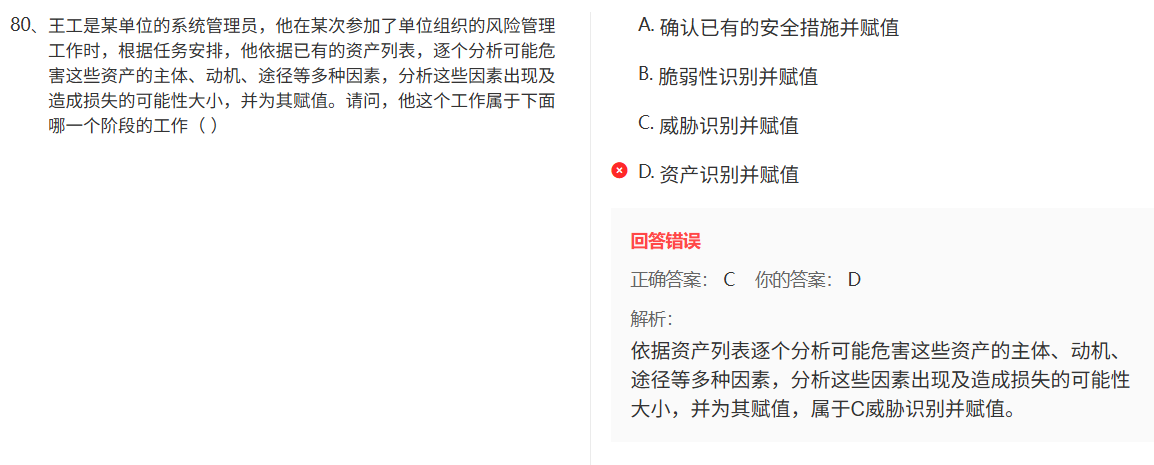 80、王工是某单位的系统管理员，他在某次参加了单位组织的风险管理
工作时，根据任务安排，他依据已有的资产列表，逐个分析可能危
害这些资产的主体、动机、途径等多种因素，分析这些因素出现及
造成损失的可能性大小，并为其赋值。请问，他这个工作属于下面
哪一个阶段的工作（ ）
A. 确认已有的安全措施并赋值
B. 脆弱性识别并赋值
C. 威胁识别并赋值
D. 资产识别并赋值
回答错误
正确答案： C 你的答案： D
解析：
依据资产列表逐个分析可能危害这些资产的主体、动机、
途径等多种因素，分析这些因素出现及造成损失的可能性
大小，并为其赋值，属于C威胁识别并赋值。